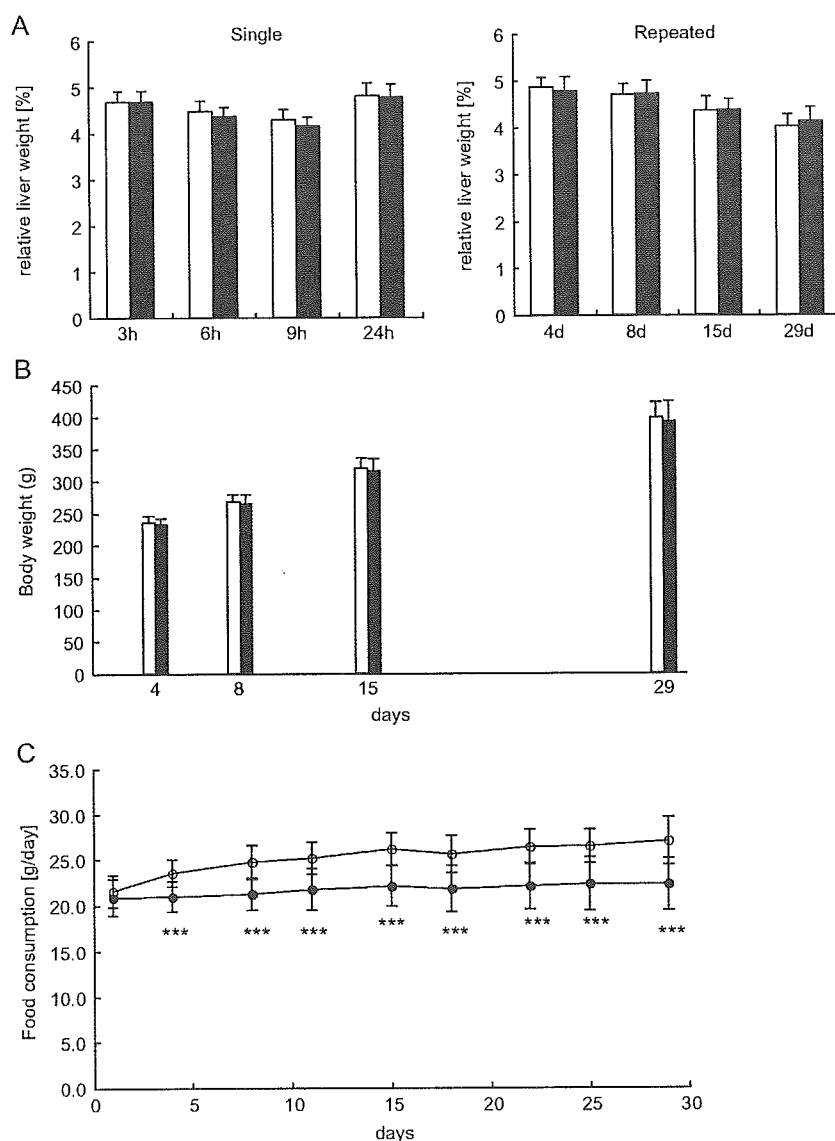 A
Single
Repeated
relative liver weight [%]
6
5
4
3
2
1
0
3h 6h 9h 24h
relative liver weight [%]
6
5
4
3
2
1
0
4d 8d 15d 29d
B
Body weight (g)
450
400
350
300
250
200
150
100
50
0
4 8 15 29
days
C
Food consumption [g/day]
35.0
30.0
25.0
20.0
15.0
10.0
5.0
0.0
*** *** *** *** *** *** *** ***
0 5 10 15 20 25 30
days